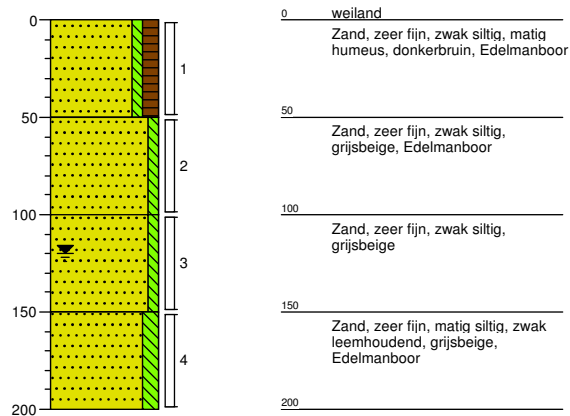 0
50
100
150
200
1
2
3
4
0 weiland
Zand, zeer fijn, zwak siltig, matig
humeus, donkerbruin, Edelmanboor
50
Zand, zeer fijn, zwak siltig,
grijsbeige, Edelmanboor
100
Zand, zeer fijn, zwak siltig,
grijsbeige
150
Zand, zeer fijn, matig siltig, zwak
leemhoudend, grijsbeige,
Edelmanboor
200